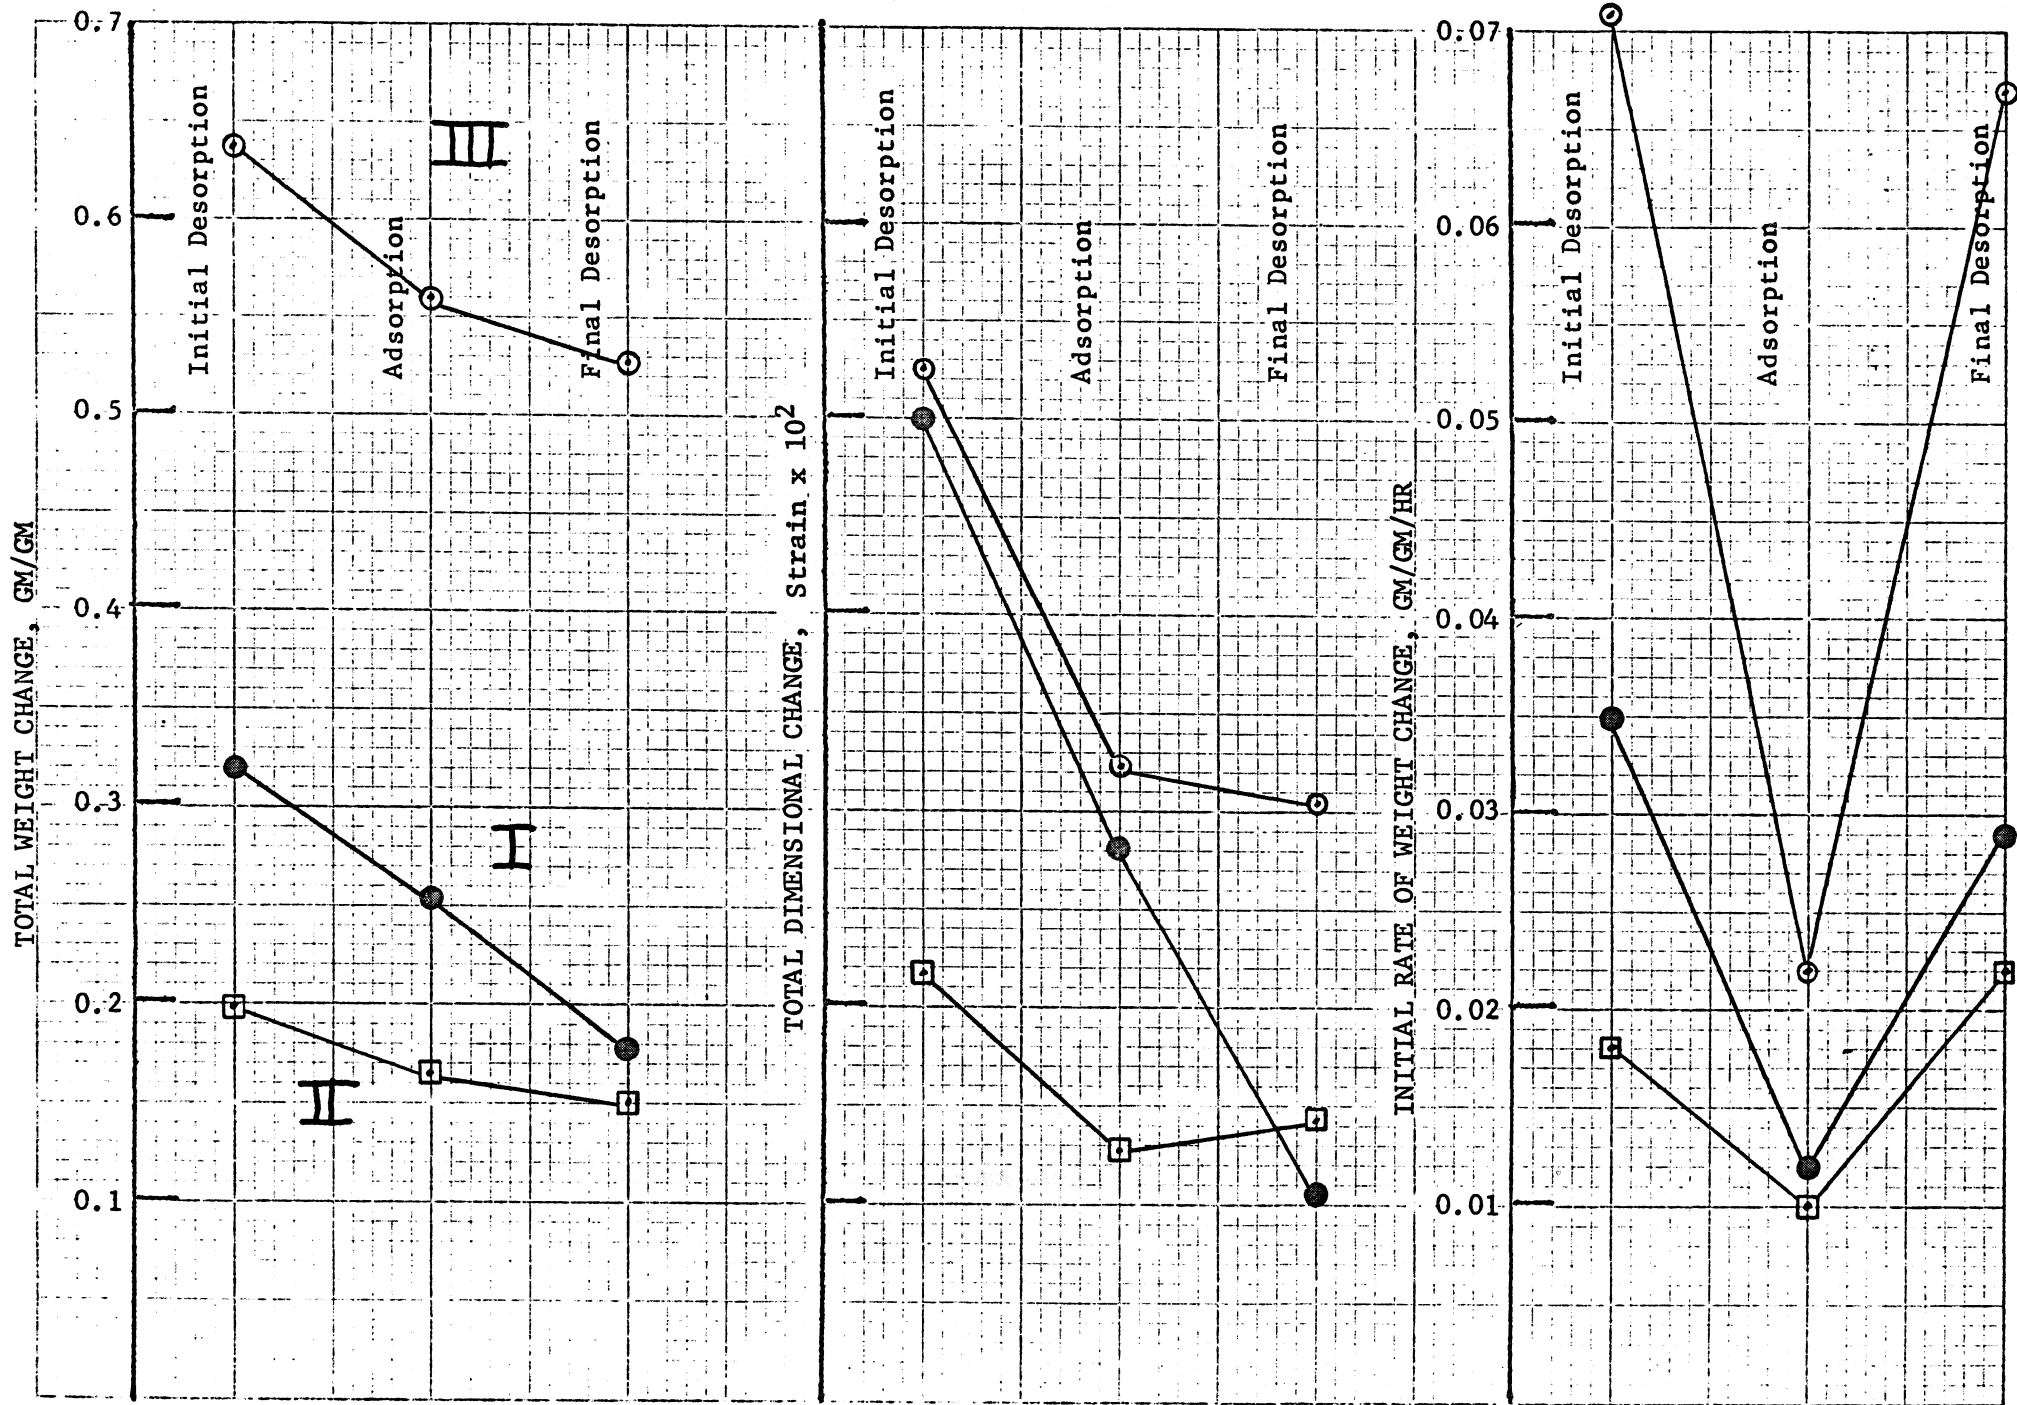 TOTAL WEIGHT CHANGE, GM/GM
0.7
0.6
0.5
0.4
0.3
0.2
0.1
Initial Desorption
Adsorption
Final Desorption
III
I
II
TOTAL DIMENSIONAL CHANGE, Strain x 10²
Initial Desorption
Adsorption
Final Desorption
INITIAL RATE OF WEIGHT CHANGE, GM/GM/HR
0.07
0.06
0.05
0.04
0.03
0.02
0.01
Initial Desorption
Adsorption
Final Desorption